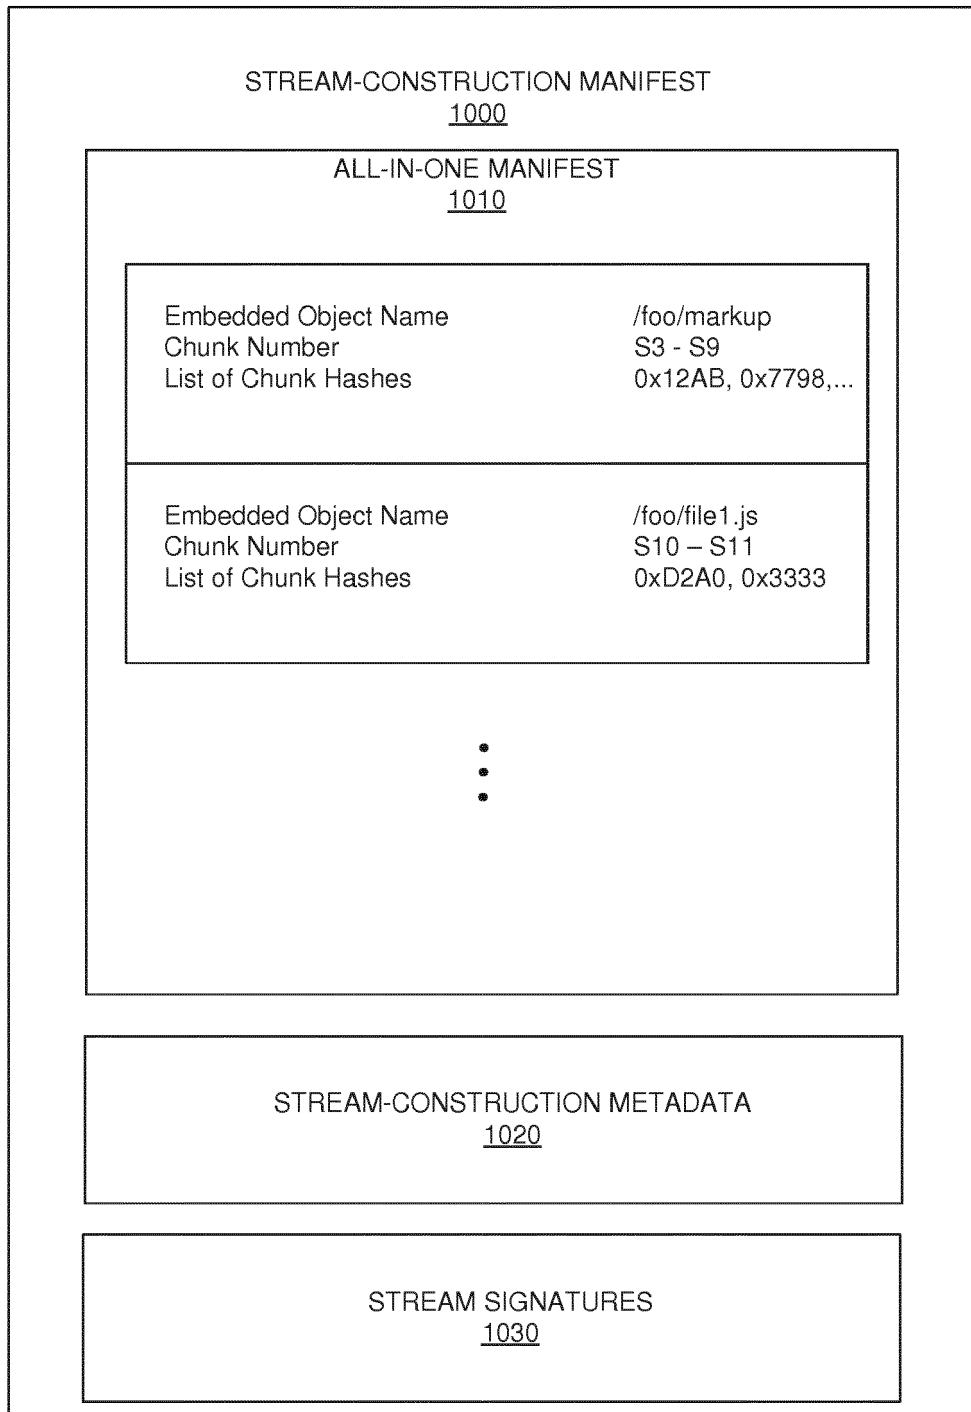 STREAM-CONSTRUCTION MANIFEST
1000
ALL-IN-ONE MANIFEST
1010
Embedded Object Name /foo/markup
Chunk Number S3 - S9
List of Chunk Hashes 0x12AB, 0x7798,...
Embedded Object Name /foo/file1.js
Chunk Number S10 – S11
List of Chunk Hashes 0xD2A0, 0x3333
STREAM-CONSTRUCTION METADATA
1020
STREAM SIGNATURES
1030